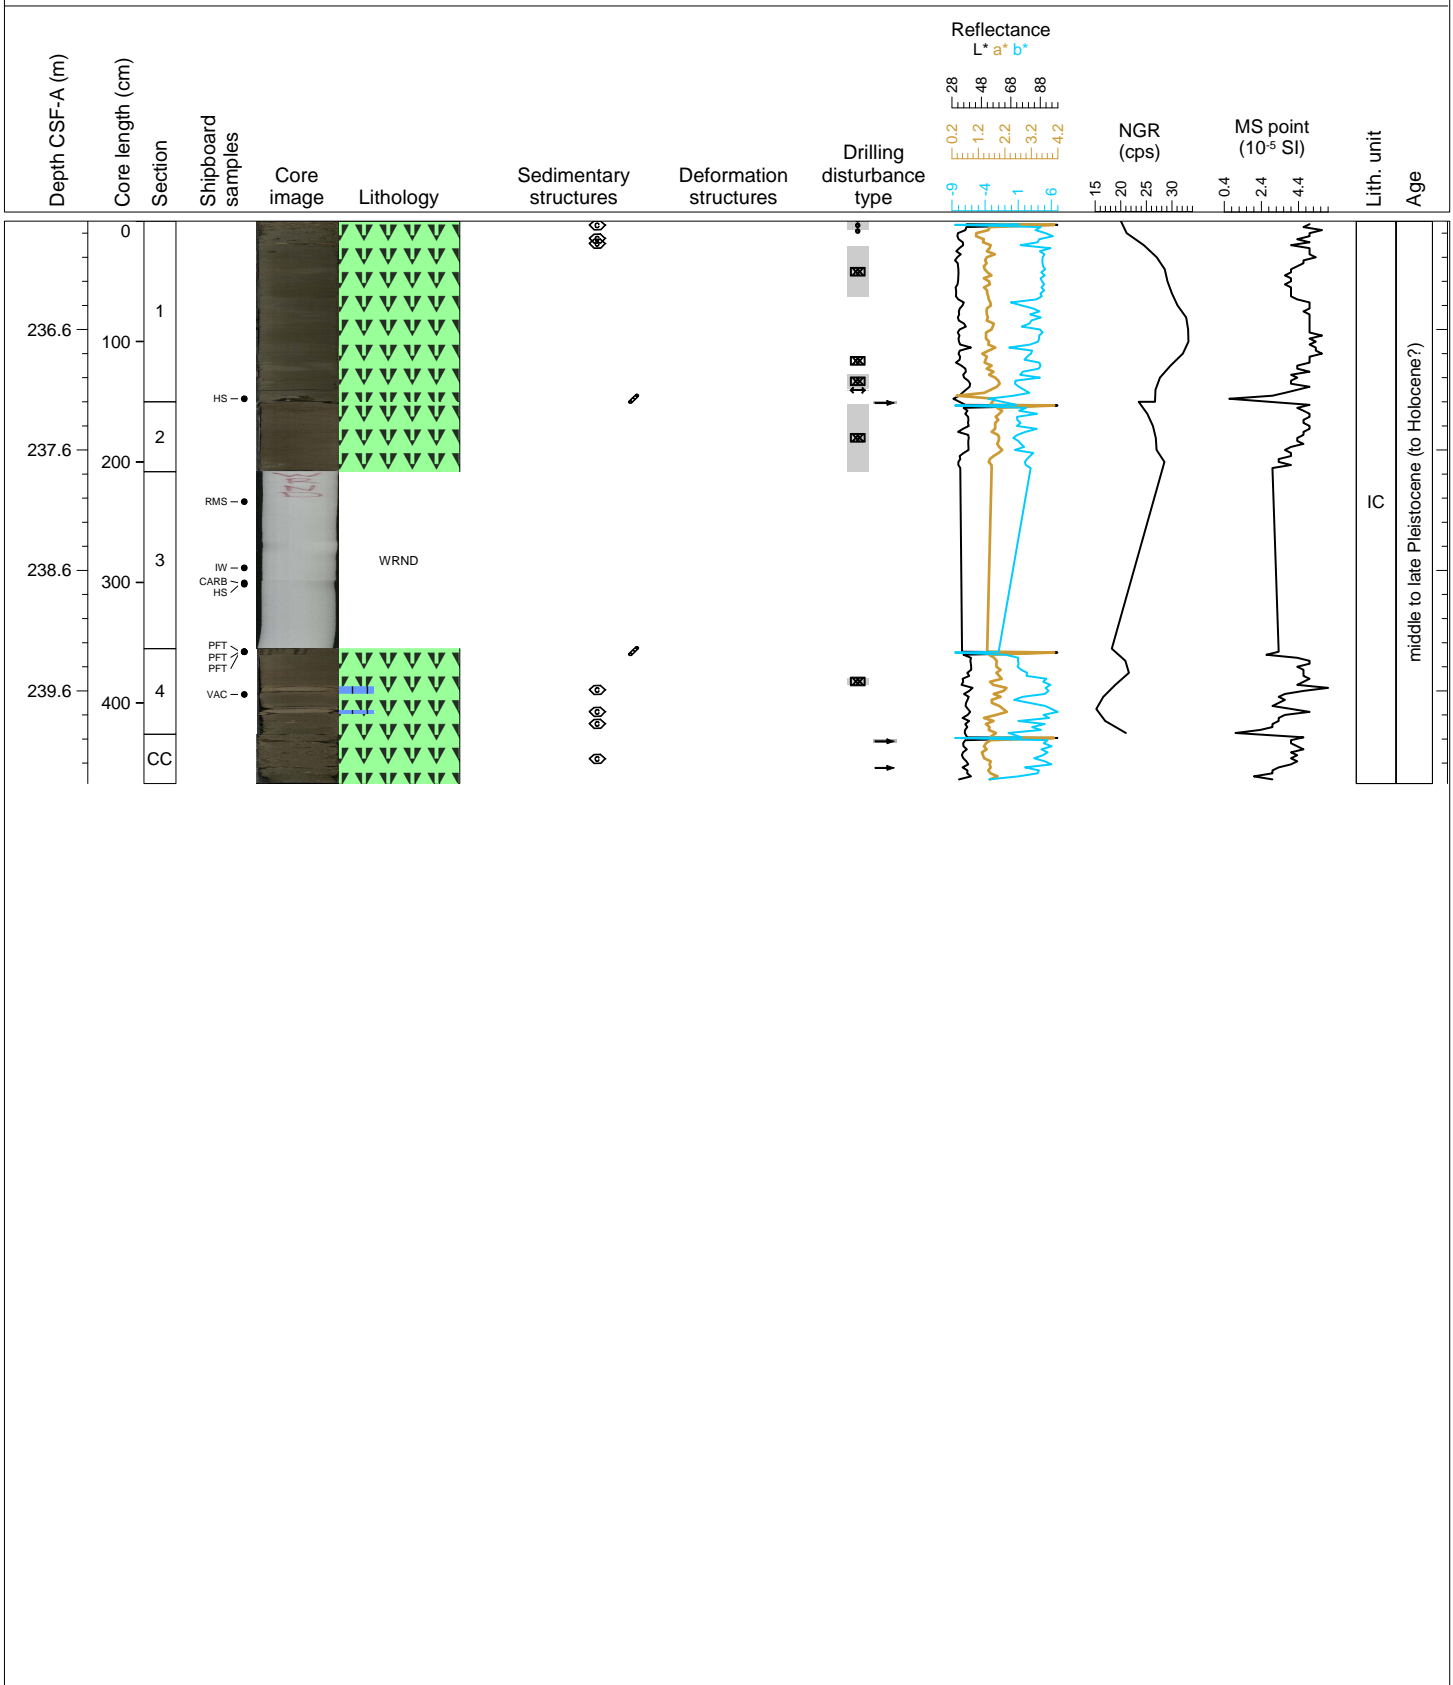 Depth CSF-A (m)
Core length (cm)
Section
Shipboard
samples
Core
image
Lithology
Sedimentary
structures
Deformation
structures
Drilling
disturbance
type
Reflectance
L* a* b*
28 48 68 88
0.2 1.2 2.2 3.2 4.2
-9 -4 1 6
NGR
(cps)
15 20 25 30
MS point
(10-5 SI)
0.4 2.4 4.4
Lith. unit
Age
0
1
236.6
100
HS
2
237.6
200
RMS
3
WRND
IW
238.6
CARB
300
HS
PFT
PFT
PFT
4
239.6
VAC
400
CC
C
C
C
C
C
C
C
IC
middle to late Pleistocene (to Holocene?)